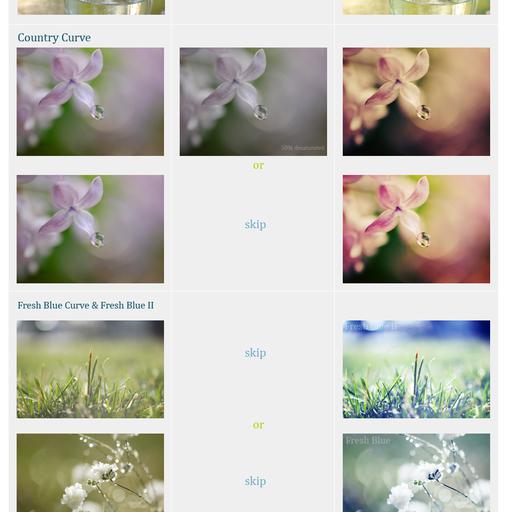 Country Curve
50% desaturated
or
skip
Fresh Blue Curve & Fresh Blue II
Fresh Blue II
skip
or
Fresh Blue
skip